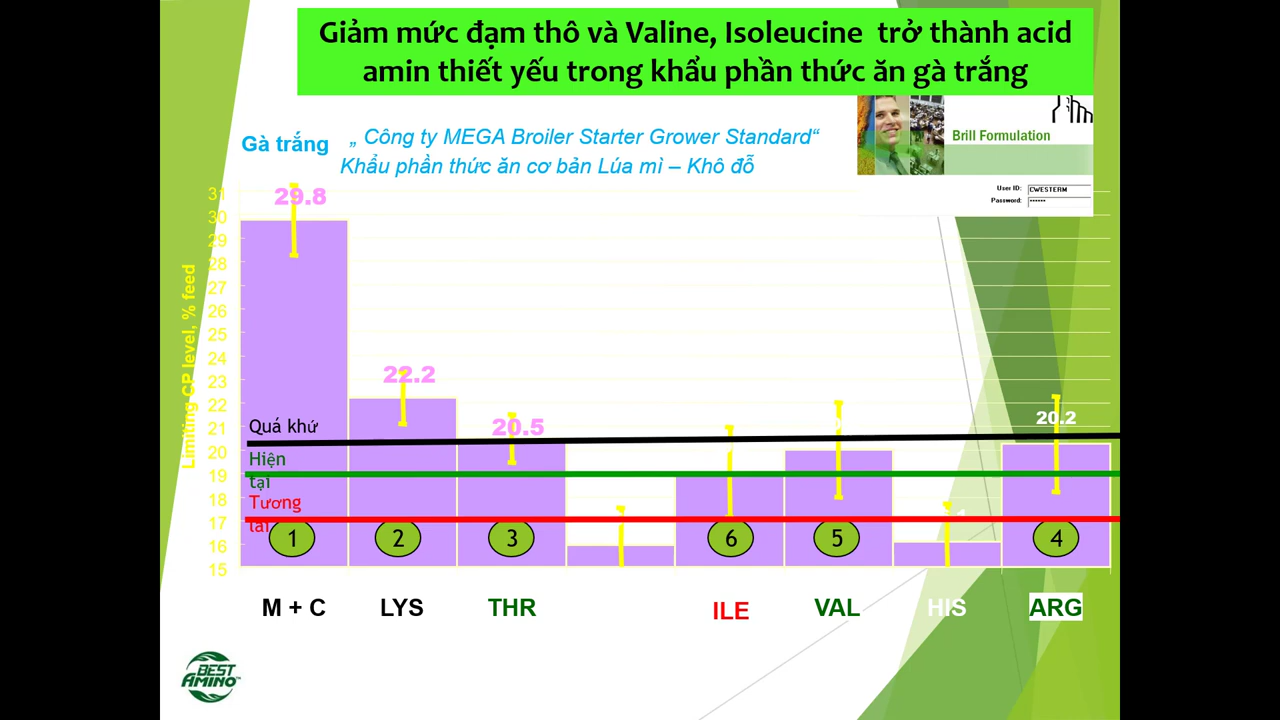 Giảm mức đạm thô và Valine, Isoleucine trở thành acid
amin thiết yếu trong khẩu phần thức ăn gà trắng
Brill Formulation
User ID: CWESTERM
Password: ••••••
Gà trắng „ Công ty MEGA Broiler Starter Grower Standard“
Khẩu phần thức ăn cơ bản Lúa mì – Khô đỗ
Limiting CP level, % feed
31
30
29
28
27
26
25
24
23
22
21
20
19
18
17
16
15
29.8
22.2
20.5
20.2
Quá khứ
Hiện
tại
Tương
lai
1 2 3 6 5 4
M + C LYS THR ILE VAL HIS ARG
BEST
AMINO™